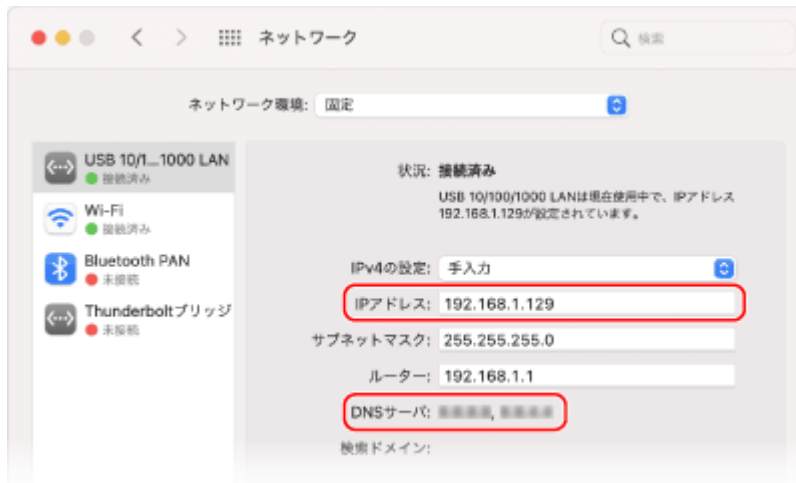 ネットワーク
検索
ネットワーク環境: 固定
USB 10/1...1000 LAN
接続済み
Wi-Fi
接続済み
Bluetooth PAN
未接続
Thunderboltブリッジ
未接続
状況: 接続済み
USB 10/100/1000 LANは現在使用中で、IPアドレス
192.168.1.129が設定されています。
IPv4の設定: 手入力
IPアドレス: 192.168.1.129
サブネットマスク: 255.255.255.0
ルーター: 192.168.1.1
DNSサーバ:
検索ドメイン: